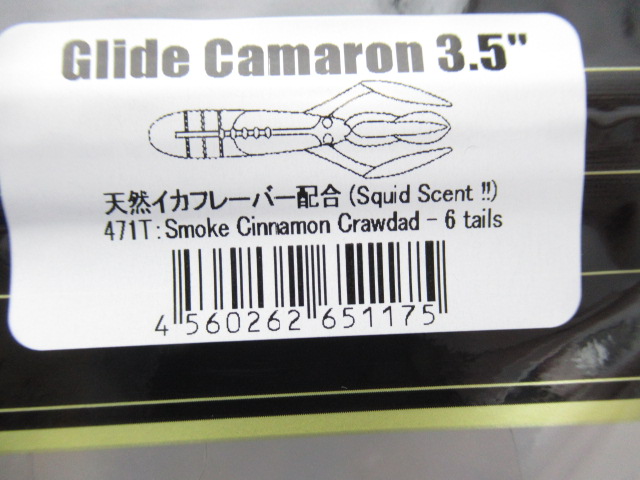 Glide Camaron 3.5"
天然イカフレーバー配合 (Squid Scent !!)
471T: Smoke Cinnamon Crawdad - 6 tails
4 560262 651175